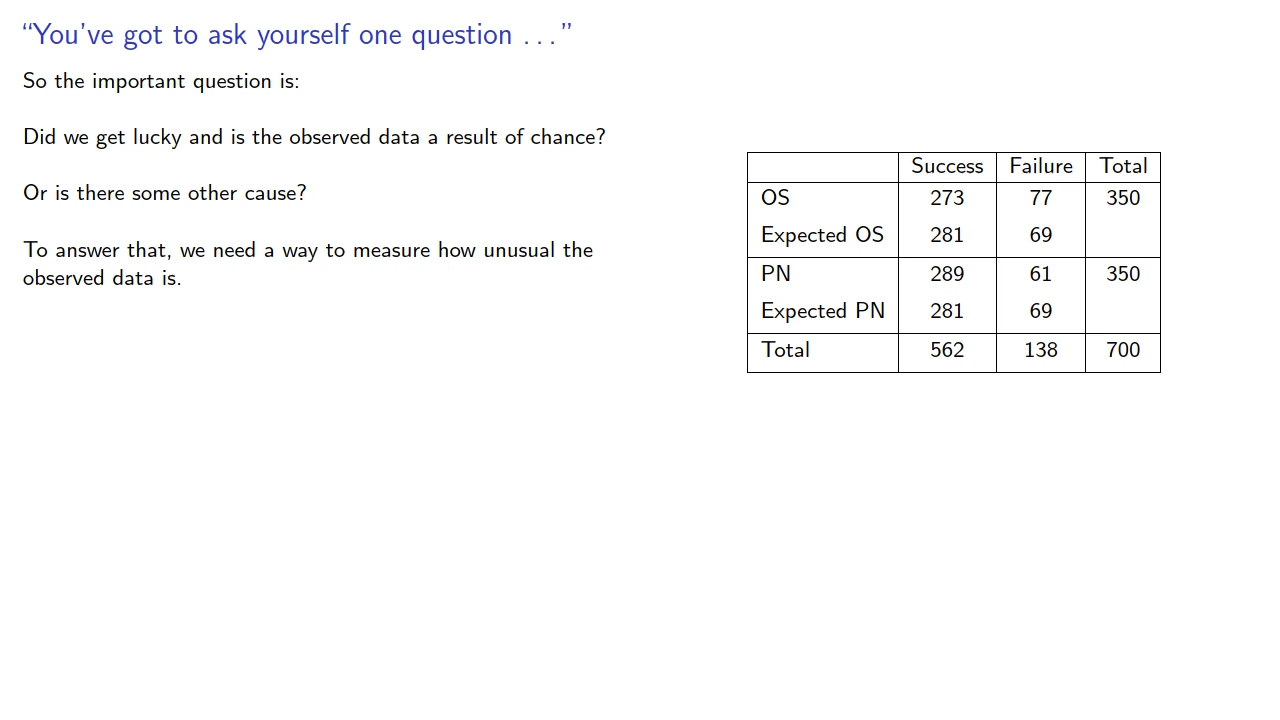 “You’ve got to ask yourself one question . . . ”
So the important question is:
Did we get lucky and is the observed data a result of chance?
Or is there some other cause?
To answer that, we need a way to measure how unusual the
observed data is.
Success Failure Total
OS 273 77 350
Expected OS 281 69
PN 289 61 350
Expected PN 281 69
Total 562 138 700